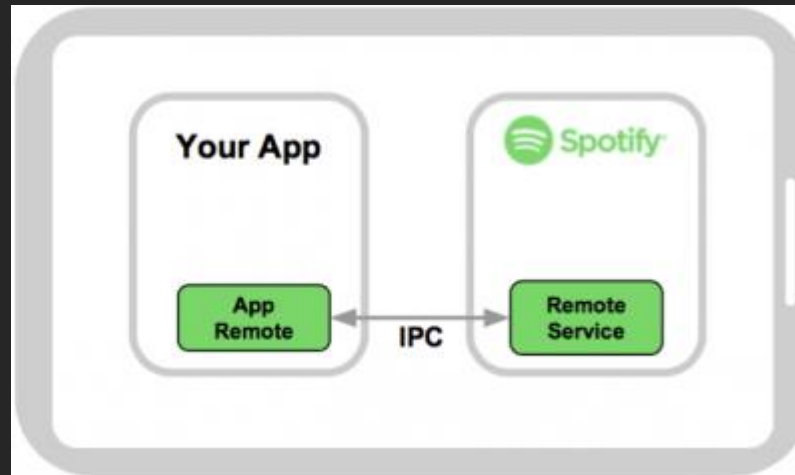 Your App
Spotify
App
Remote
IPC
Remote
Service